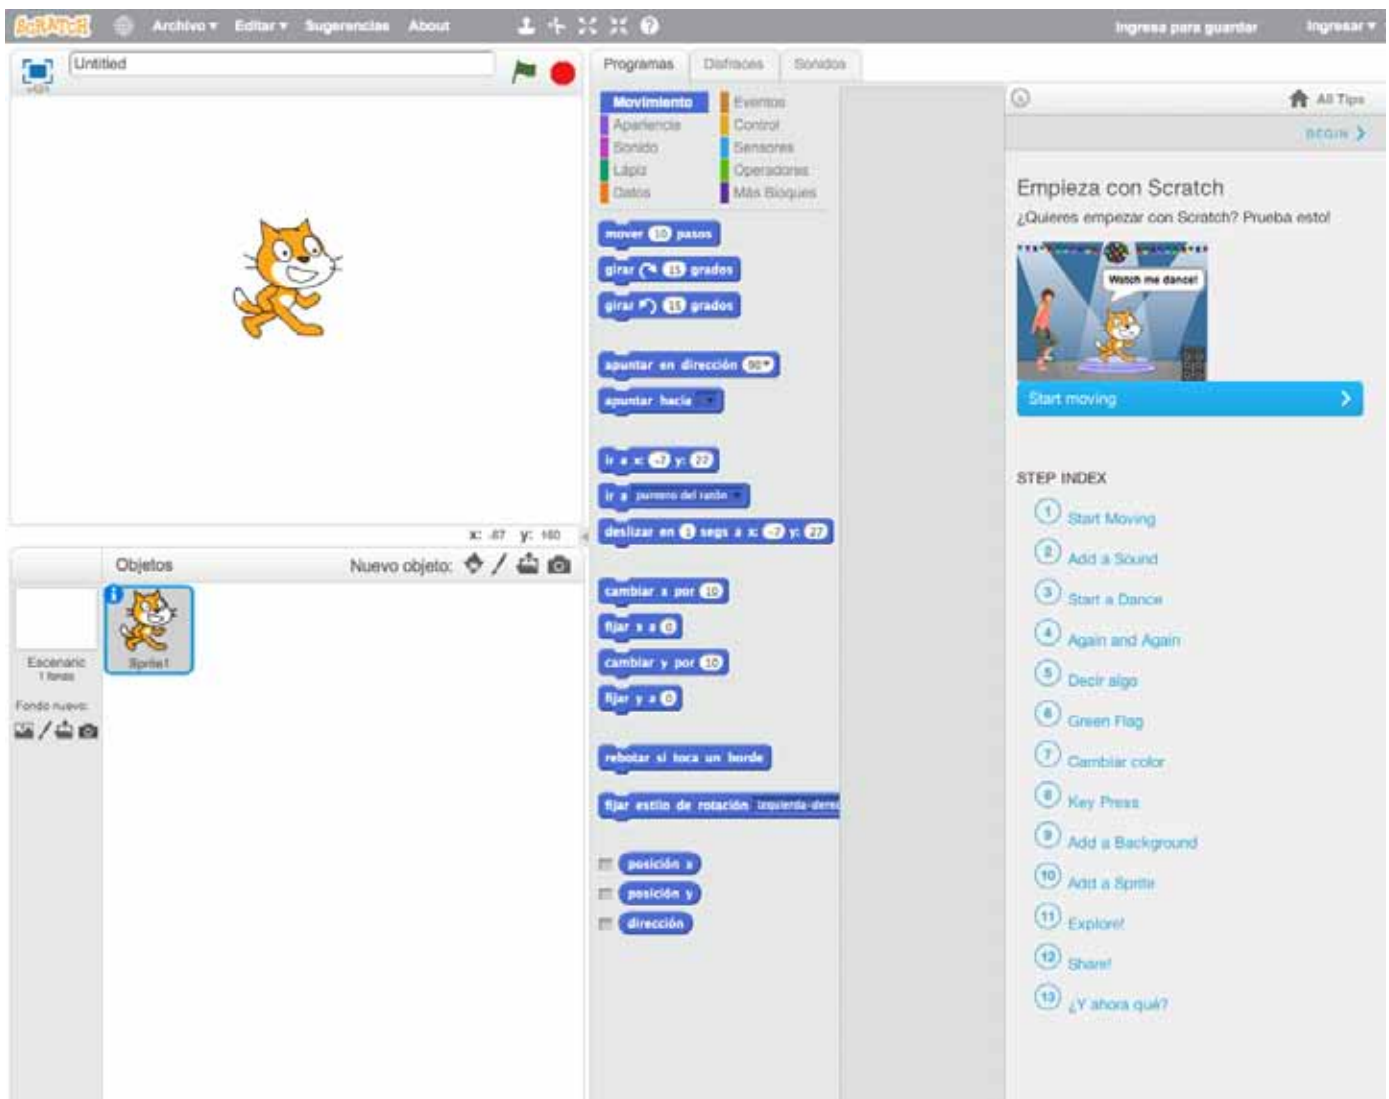 SCRATCH Archivo Editar Sugerencias About Ingresa para guardar Ingresar
Untitled
v424
x: -87 y: 160
Objetos Nuevo objeto:
Sprite1
Escenario
1 fondo
Fondo nuevo:
Programas Disfraces Sonidos
Movimiento Eventos
Apariencia Control
Sonido Sensores
Lápiz Operadores
Datos Más Bloques
mover 10 pasos
girar 15 grados
girar 15 grados
apuntar en dirección 90
apuntar hacia
ir a x: -7 y: 27
ir a puntero del ratón
deslizar en 1 segs a x: -7 y: 27
cambiar x por 10
fijar x a 0
cambiar y por 10
fijar y a 0
rebotar si toca un borde
fijar estilo de rotación izquierda-derec
posición x
posición y
dirección
All Tips
BEGIN
Empieza con Scratch
¿Quieres empezar con Scratch? Prueba esto!
Watch me dance!
Start moving
STEP INDEX
1 Start Moving
2 Add a Sound
3 Start a Dance
4 Again and Again
5 Decir algo
6 Green Flag
7 Cambiar color
8 Key Press
9 Add a Background
10 Add a Sprite
11 Explore!
12 Share!
13 ¿Y ahora qué?